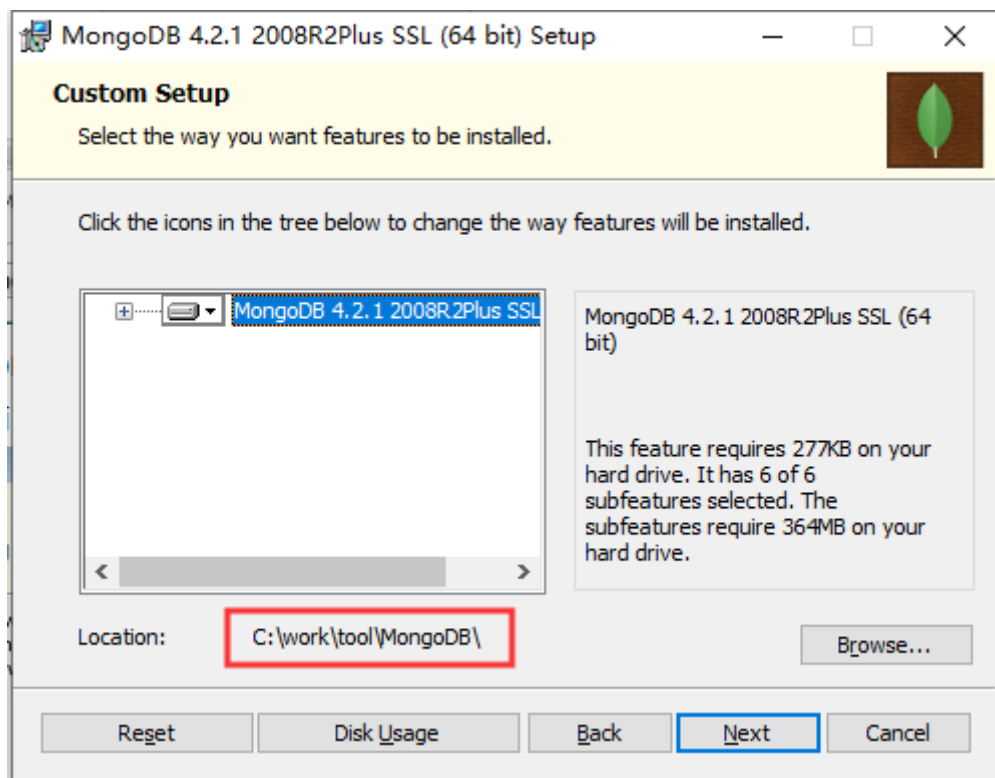 MongoDB 4.2.1 2008R2Plus SSL (64 bit) Setup
Custom Setup
Select the way you want features to be installed.
Click the icons in the tree below to change the way features will be installed.
MongoDB 4.2.1 2008R2Plus SSL
MongoDB 4.2.1 2008R2Plus SSL (64
bit)
This feature requires 277KB on your
hard drive. It has 6 of 6
subfeatures selected. The
subfeatures require 364MB on your
hard drive.
Location:
C:\work\tool\MongoDB\
Browse...
Reset
Disk Usage
Back
Next
Cancel